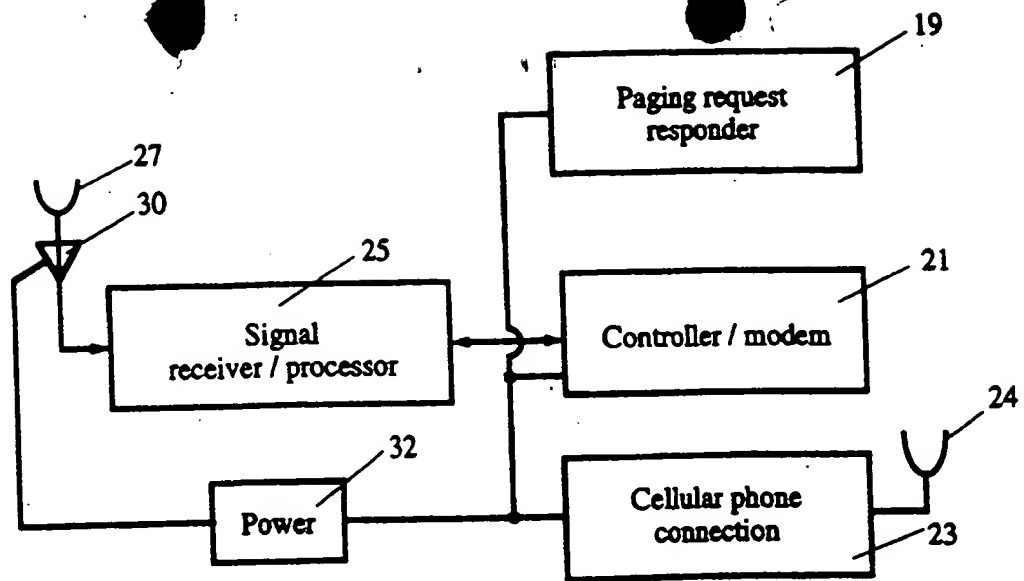 19
Paging request
responder
27
30
25
Signal
receiver / processor
21
Controller / modem
24
32
Power
Cellular phone
connection
23